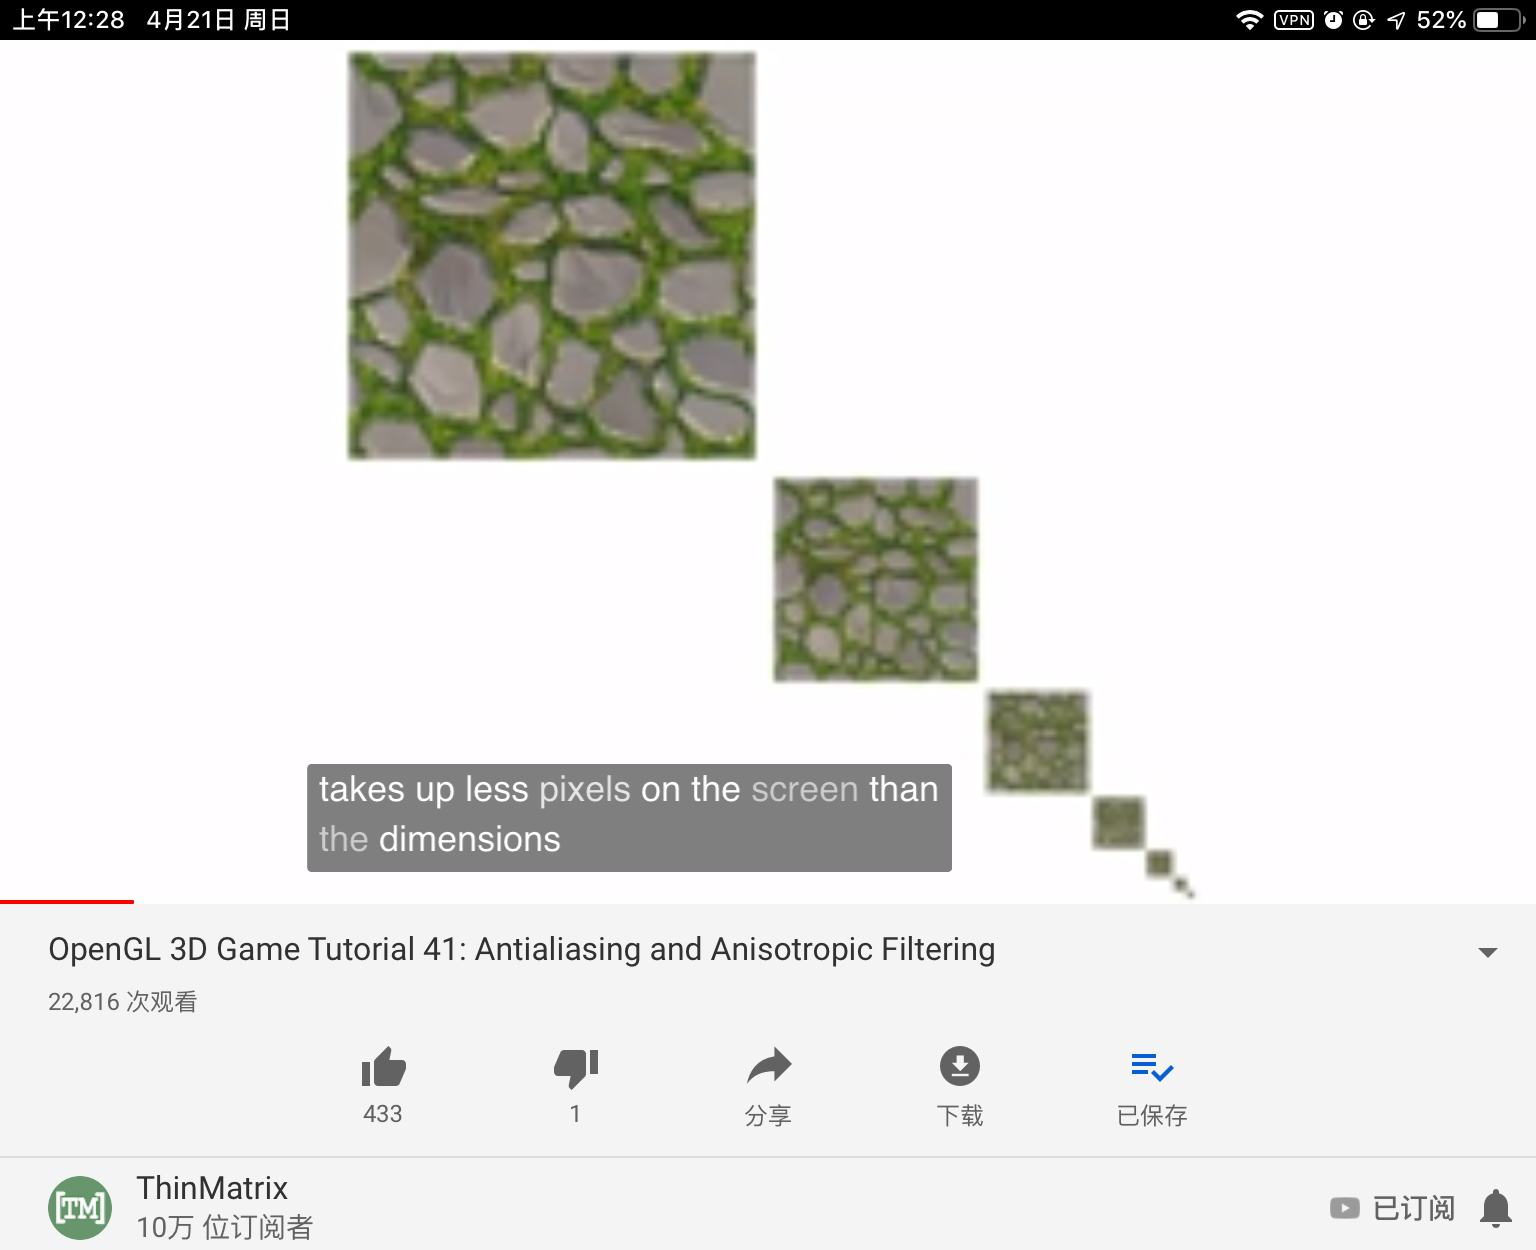 上午12:28 4月21日 周日
VPN 52%
takes up less pixels on the screen than
the dimensions
OpenGL 3D Game Tutorial 41: Antialiasing and Anisotropic Filtering
22,816 次观看
433 1 分享 下载 已保存
[TM] ThinMatrix
10万 位订阅者
已订阅